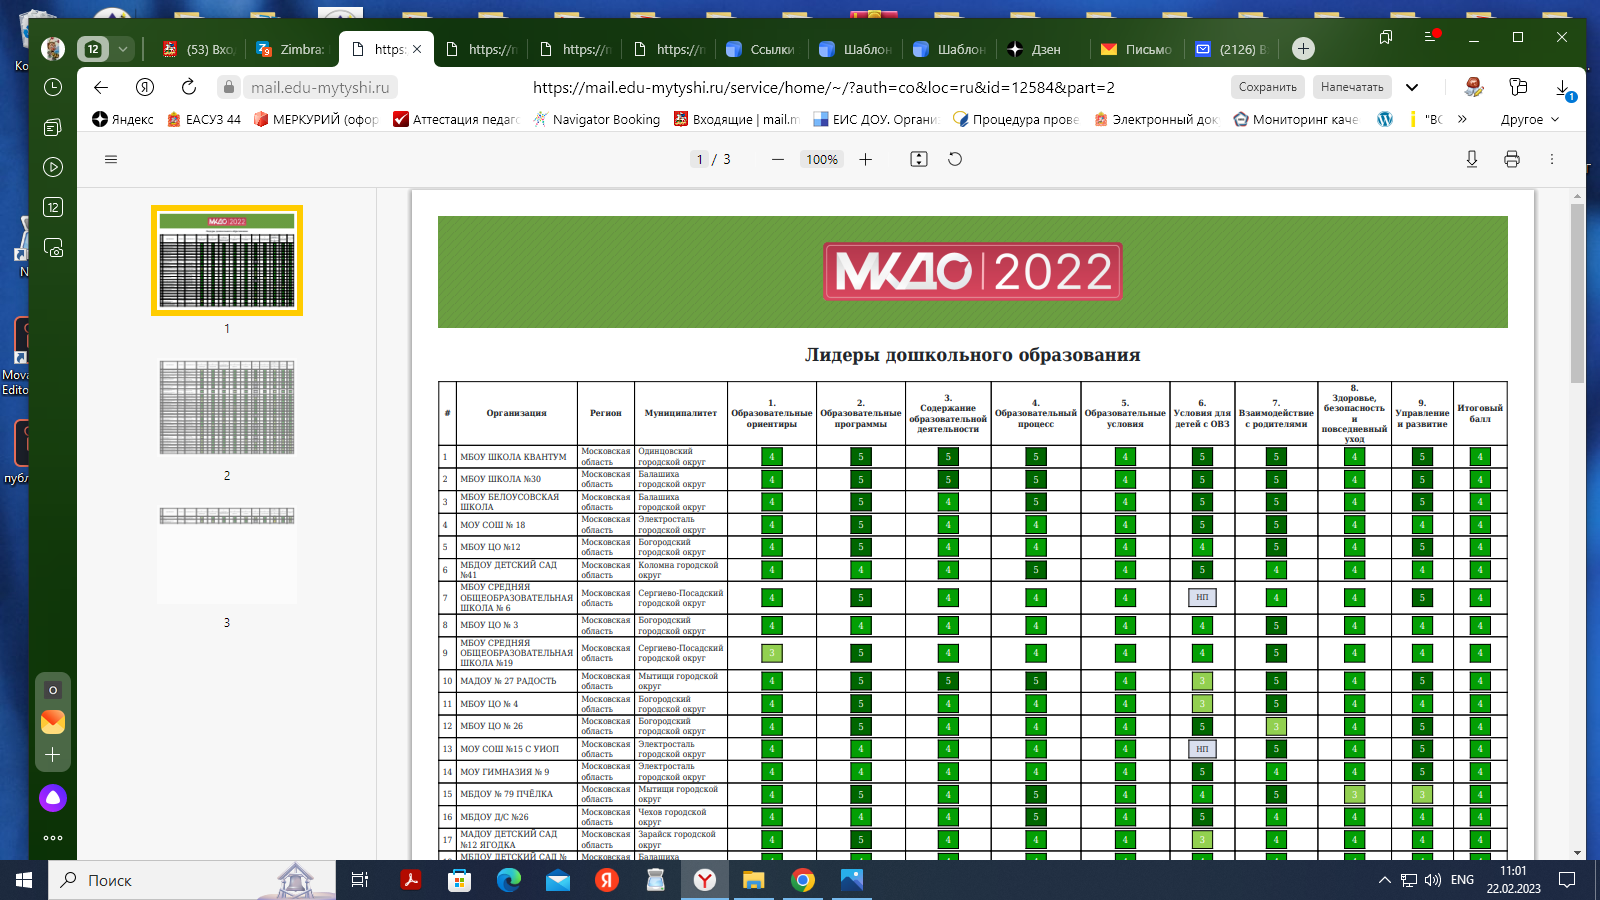 12
(53) Вхо
Zimbra:
https:
https://m
https://m
https://m
Ссылки
Шаблон
Шаблон
Дзен
Письмо
(2126) В
mail.edu-mytyshi.ru
https://mail.edu-mytyshi.ru/service/home/~/?auth=co&loc=ru&id=12584&part=2
Сохранить
Напечатать
1
Яндекс
ЕАСУЗ 44
МЕРКУРИЙ (офор
Аттестация педаго
Navigator Booking
Входящие | mail.m
ЕИС ДОУ. Органи
Процедура прове
Электронный док
Мониторинг каче
"ВС
»
Другое
1 / 3
100%
12
1
2
3
МКДО | 2022
Лидеры дошкольного образования
# Организация Регион Муниципалитет 1. Образовательные ориентиры 2. Образовательные программы 3. Содержание образовательной деятельности 4. Образовательный процесс 5. Образовательные условия 6. Условия для детей с ОВЗ 7. Взаимодействие с родителями 8. Здоровье, безопасность и повседневный уход 9. Управление и развитие Итоговый балл
1 МБОУ ШКОЛА КВАНТУМ Московская область Одинцовский городской округ 4 5 5 5 4 5 5 4 5 4
2 МБОУ ШКОЛА №30 Московская область Балашиха городской округ 4 5 5 5 4 5 5 4 5 4
3 МБОУ БЕЛОУСОВСКАЯ ШКОЛА Московская область Балашиха городской округ 4 5 4 5 4 5 5 4 5 4
4 МОУ СОШ № 18 Московская область Электросталь городской округ 4 5 4 4 4 5 5 4 4 4
5 МБОУ ЦО №12 Московская область Богородский городской округ 4 5 4 4 4 4 5 4 5 4
6 МБДОУ ДЕТСКИЙ САД №41 Московская область Коломна городской округ 4 4 4 5 4 5 4 4 4 4
7 МБОУ СРЕДНЯЯ ОБЩЕОБРАЗОВАТЕЛЬНАЯ ШКОЛА № 6 Московская область Сергиево-Посадский городской округ 4 5 4 4 4 НП 4 4 5 4
8 МБОУ ЦО № 3 Московская область Богородский городской округ 4 4 4 4 4 4 5 4 4 4
9 МБОУ СРЕДНЯЯ ОБЩЕОБРАЗОВАТЕЛЬНАЯ ШКОЛА №19 Московская область Сергиево-Посадский городской округ 3 5 4 4 4 4 5 4 4 4
10 МАДОУ № 27 РАДОСТЬ Московская область Мытищи городской округ 4 5 5 5 4 3 5 4 5 4
11 МБОУ ЦО № 4 Московская область Богородский городской округ 4 5 4 4 4 3 5 4 4 4
12 МБОУ ЦО № 26 Московская область Богородский городской округ 4 5 4 4 4 5 3 4 5 4
13 МОУ СОШ №15 С УИОП Московская область Электросталь городской округ 4 4 4 4 4 НП 5 4 5 4
14 МОУ ГИМНАЗИЯ № 9 Московская область Электросталь городской округ 4 4 4 4 4 5 4 4 5 4
15 МБДОУ № 79 ПЧЁЛКА Московская область Мытищи городской округ 4 5 4 5 4 4 5 3 3 4
16 МБДОУ Д/С №26 Московская область Чехов городской округ 4 4 4 5 4 5 4 4 4 4
17 МАДОУ ДЕТСКИЙ САД №12 ЯГОДКА Московская область Зарайск городской округ 4 5 4 4 4 3 4 4 4 4
МБДОУ ДЕТСКИЙ САД № Московская Балашиха
Mova
Edito
публ
Поиск
ENG
11:01
22.02.2023